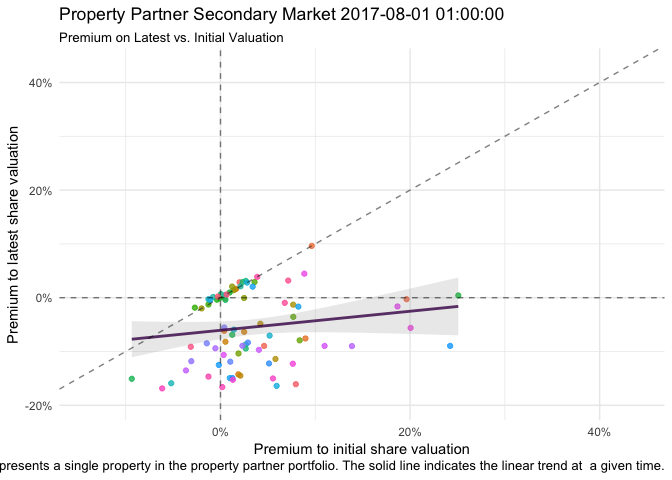 Property Partner Secondary Market 2017-08-01 01:00:00
Premium on Latest vs. Initial Valuation
Premium to latest share valuation
40%
20%
0%
-20%
0%
20%
40%
Premium to initial share valuation
presents a single property in the property partner portfolio. The solid line indicates the linear trend at  a given time.